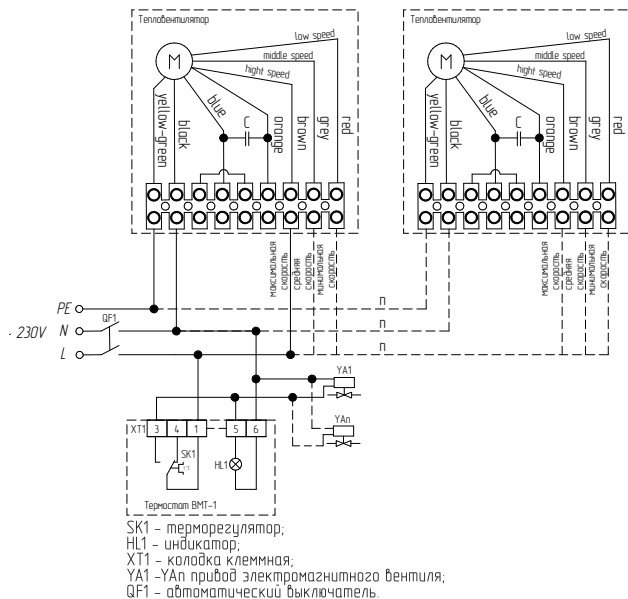 Тепловентилятор
Тепловентилятор
low speed
low speed
M
middle speed
M
middle speed
hight speed
hight speed
yellow-green
black
blue
C
orange
brown
grey
red
yellow-green
black
blue
C
orange
brown
grey
red
максимальная
скорость
средняя
скорость
минимальная
скорость
максимальная
скорость
средняя
скорость
минимальная
скорость
PE
n
~ 230V
N
QF1
n
L
n
YA1
YAn
XT1
3
4
1
5
6
SK1
t°C
HL1
Термостат ВМТ-1
SK1 - терморегулятор;
HL1 - индикатор;
XT1 - колодка клеммная;
YA1 -YAn привод электромагнитного вентиля;
QF1 - автоматический выключатель.